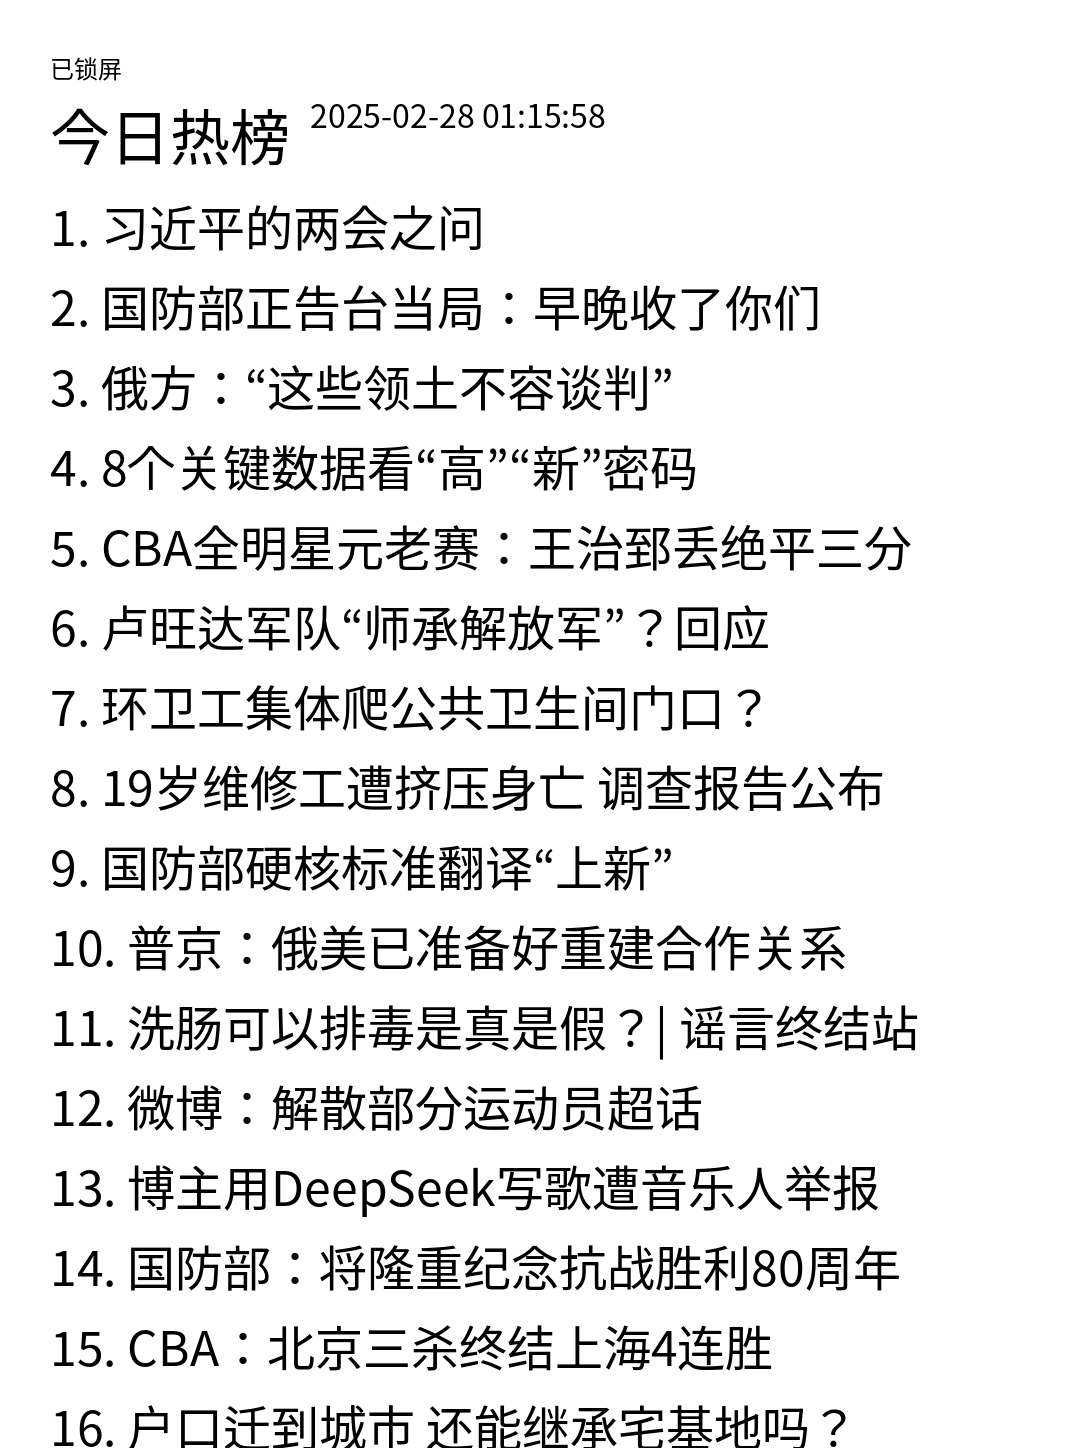 已锁屏
今日热榜 2025-02-28 01:15:58
1. 习近平的两会之问
2. 国防部正告台当局：早晚收了你们
3. 俄方：“这些领土不容谈判”
4. 8个关键数据看“高”“新”密码
5. CBA全明星元老赛：王治郅丢绝平三分
6. 卢旺达军队“师承解放军”？回应
7. 环卫工集体爬公共卫生间门口？
8. 19岁维修工遭挤压身亡 调查报告公布
9. 国防部硬核标准翻译“上新”
10. 普京：俄美已准备好重建合作关系
11. 洗肠可以排毒是真是假？| 谣言终结站
12. 微博：解散部分运动员超话
13. 博主用DeepSeek写歌遭音乐人举报
14. 国防部：将隆重纪念抗战胜利80周年
15. CBA：北京三杀终结上海4连胜
16. 户口迁到城市 还能继承宅基地吗？